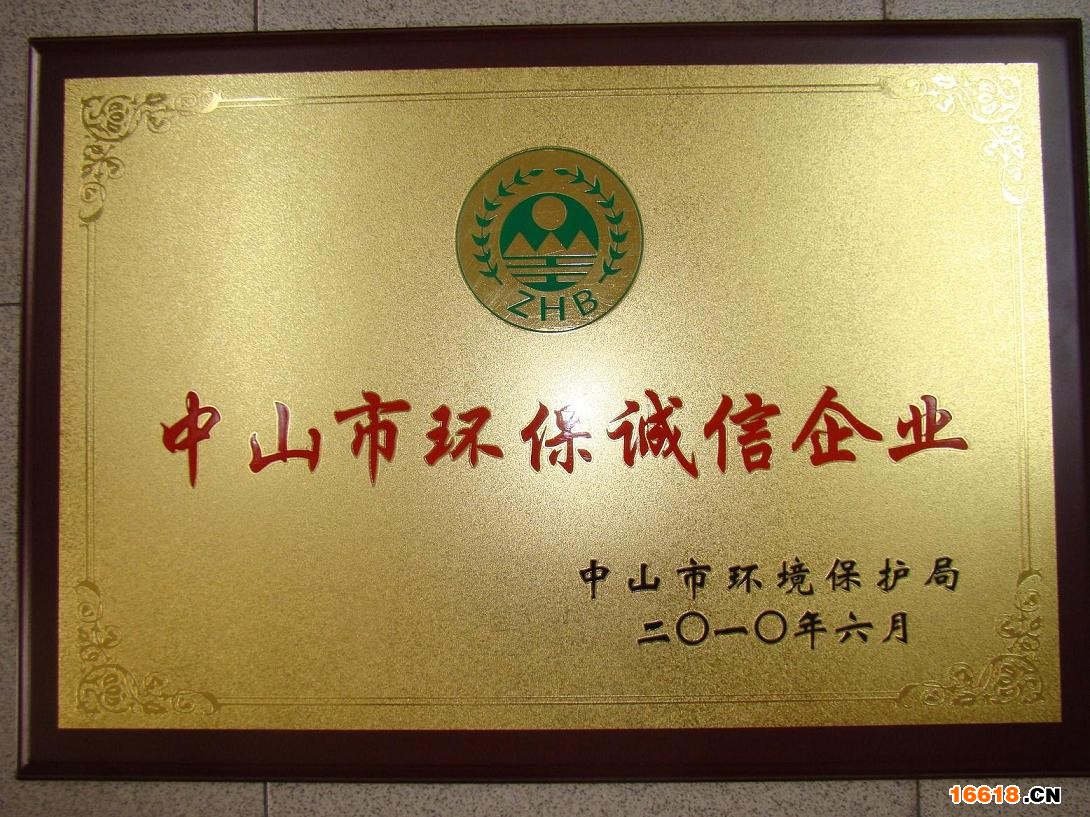 ZHB
中山市环保诚信企业
中山市环境保护局
二〇一〇年六月
16618.CN